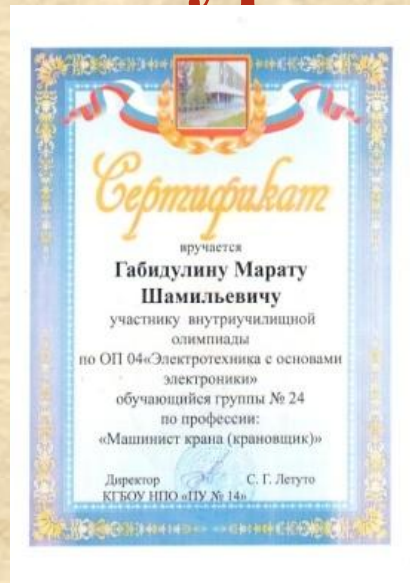 Сертификат
вручается
Габидулину Марату
Шамильевичу
участнику внутриучилищной
олимпиады
по ОП 04«Электротехника с основами
электроники»
обучающийся группы № 24
по профессии:
«Машинист крана (крановщик)»
Директор С. Г. Летуто
КГБОУ НПО «ПУ № 14»